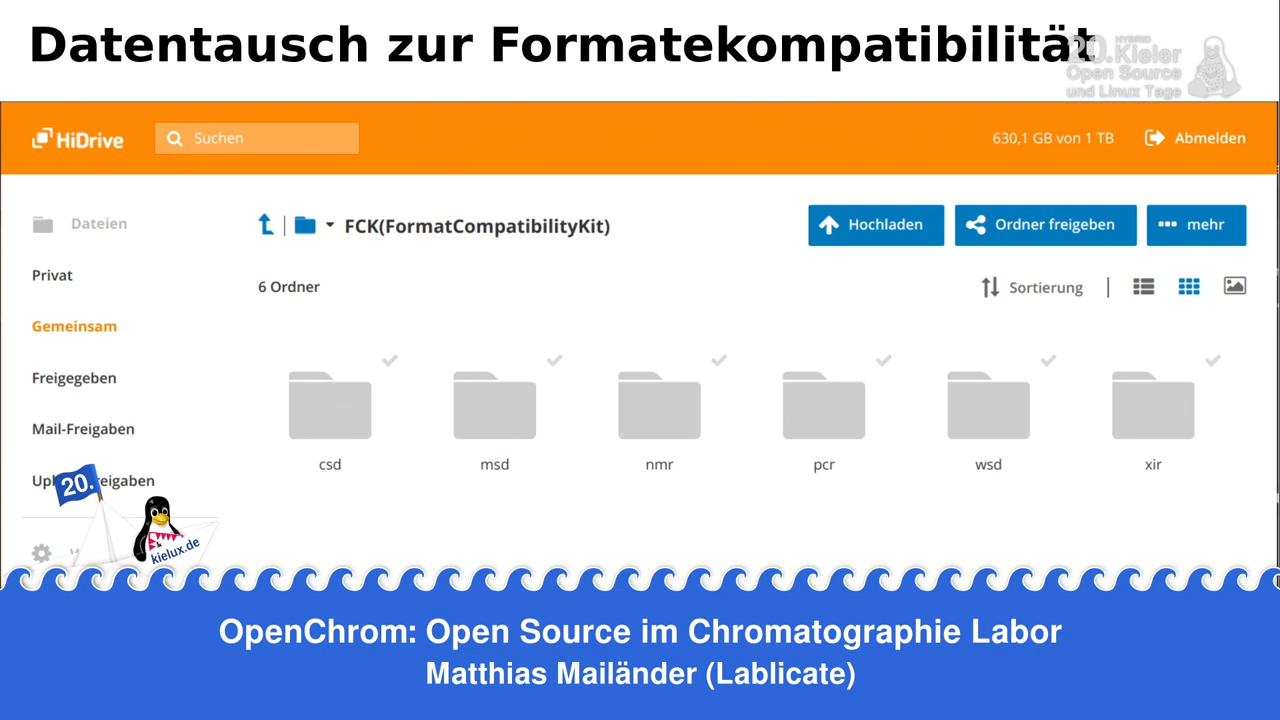 Datentausch zur Formatekompatibilität
HYBRID
20. Kieler
Open Source
und Linux Tage
HiDrive
Suchen
630,1 GB von 1 TB
Abmelden
Dateien
FCK(FormatCompatibilityKit)
Hochladen
Ordner freigeben
mehr
Privat
6 Ordner
Sortierung
Gemeinsam
Freigegeben
Mail-Freigaben
csd
msd
nmr
pcr
wsd
xir
20.
kielux.de
OpenChrom: Open Source im Chromatographie Labor
Matthias Mailänder (Lablicate)